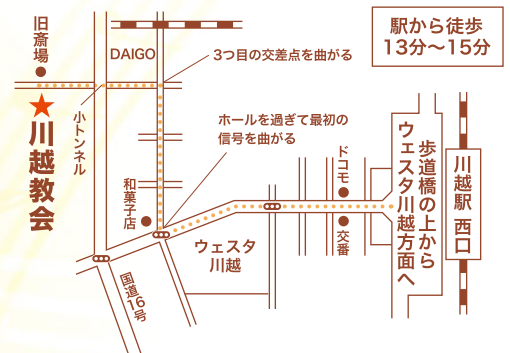 旧斎場
DAIGO
3つ目の交差点を曲がる
駅から徒歩
13分〜15分
小トンネル
川越教会
ホールを過ぎて最初の
信号を曲がる
和菓子店
ドコモ
交番
ウェスタ
川越
国道16号
歩道橋の上から
ウェスタ川越方面へ
川越駅 西口